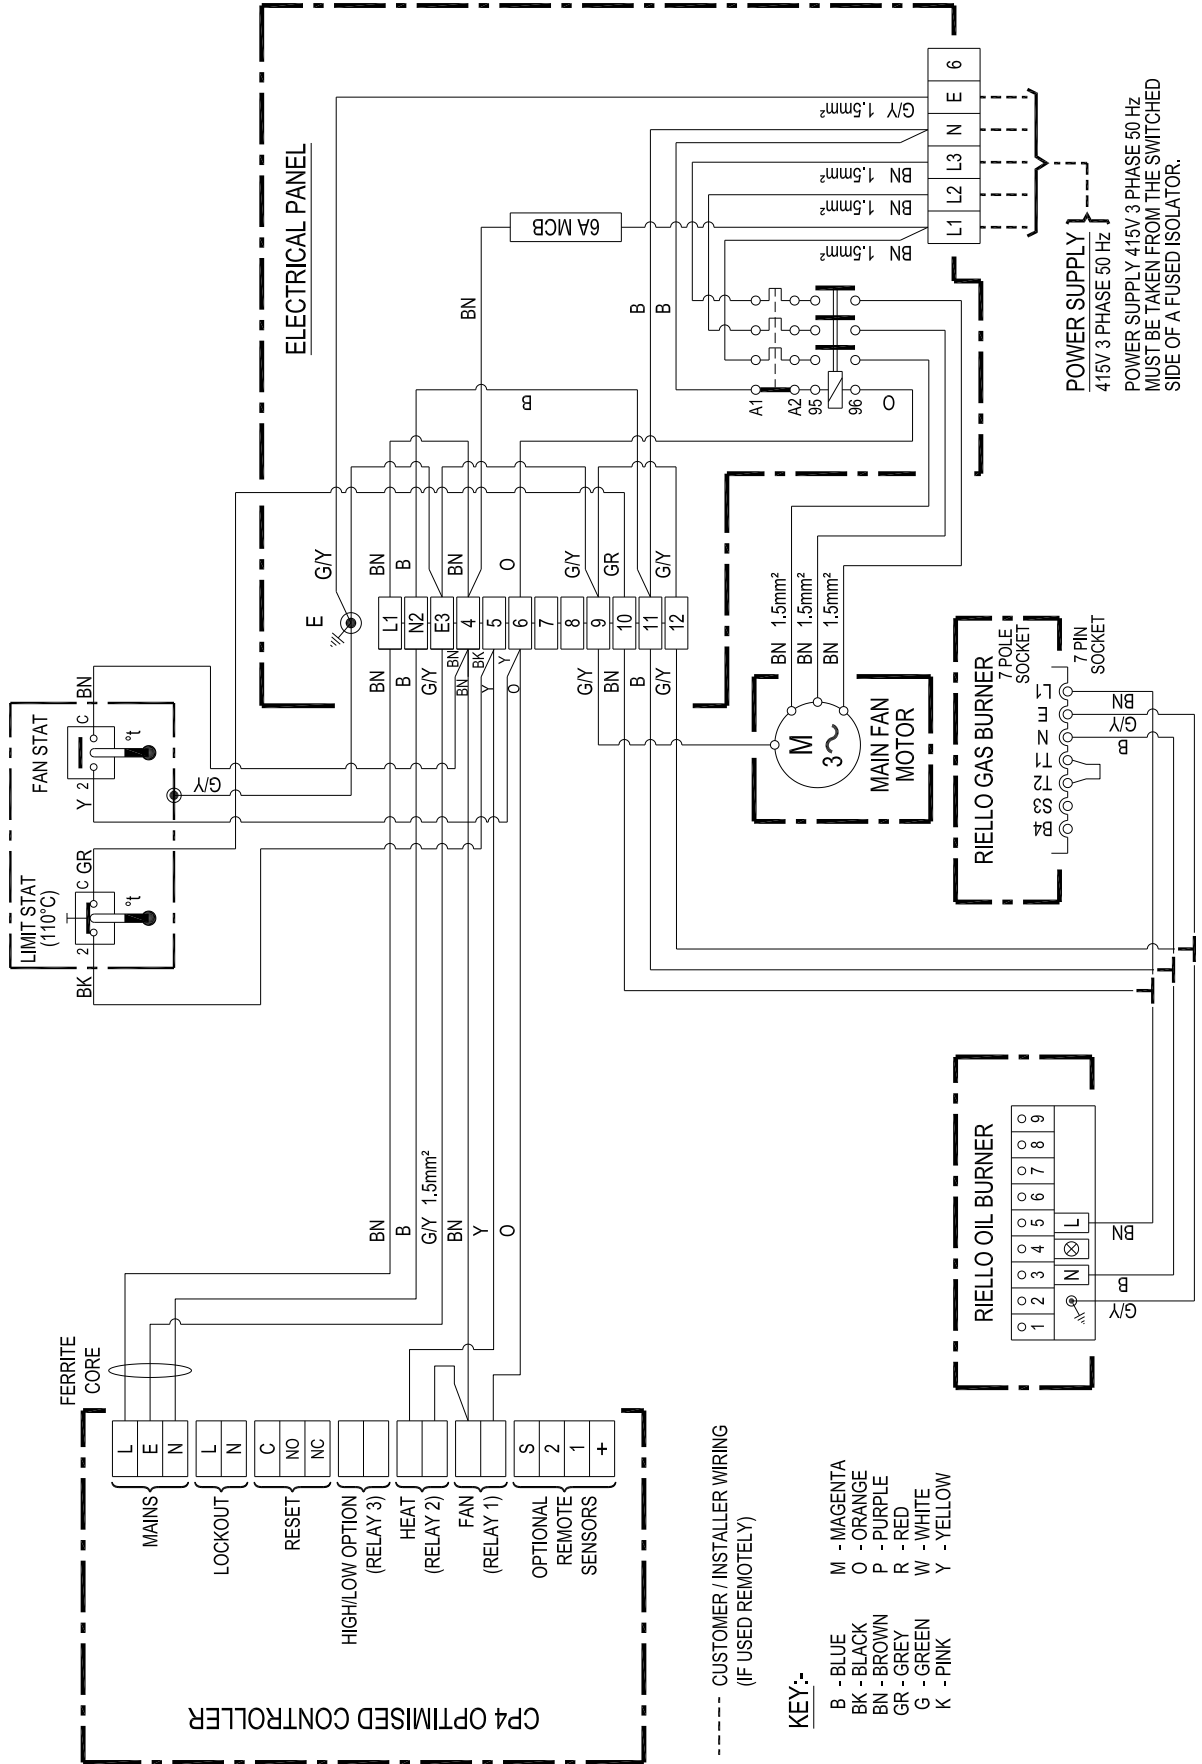 ELECTRICAL PANEL
G/Y
E
BN
B
BN
O
G/Y
GR
G/Y
L1
N2
E3
4
5
6
7
8
9
10
11
12
BN
B
G/Y
BN
BN
BK
Y
Y
O
G/Y
BN
B
G/Y
BN
B
B
B
O
6A MCB
A1
A2
95
96
G/Y 1.5mm²
BN 1.5mm²
BN 1.5mm²
BN 1.5mm²
L1
L2
L3
N
E
6
POWER SUPPLY
415V 3 PHASE 50 Hz
POWER SUPPLY 415V 3 PHASE 50 Hz
MUST BE TAKEN FROM THE SWITCHED
SIDE OF A FUSED ISOLATOR.
FAN STAT
BN
C
2
Y
°t
G/Y
LIMIT STAT
(110°C)
GR
C
2
BK
°t
BN 1.5mm²
BN 1.5mm²
BN 1.5mm²
M
3~
MAIN FAN
MOTOR
RIELLO GAS BURNER
7 POLE
SOCKET
7 PIN
SOCKET
L1
E
N
T1
T2
S3
B4
BN
G/Y
B
RIELLO OIL BURNER
1
2
3
4
5
6
7
8
9
N
L
BN
B
G/Y
BN
B
G/Y 1.5mm²
BN
Y
O
FERRITE
CORE
L
E
N
MAINS
L
N
LOCKOUT
C
NO
NC
RESET
HIGH/LOW OPTION
(RELAY 3)
HEAT
(RELAY 2)
FAN
(RELAY 1)
S
2
1
+
OPTIONAL
REMOTE
SENSORS
CP4 OPTIMISED CONTROLLER
---- CUSTOMER / INSTALLER WIRING
(IF USED REMOTELY)
KEY:-
B - BLUE
BK - BLACK
BN - BROWN
GR - GREY
G - GREEN
K - PINK
M - MAGENTA
O - ORANGE
P - PURPLE
R - RED
W - WHITE
Y - YELLOW